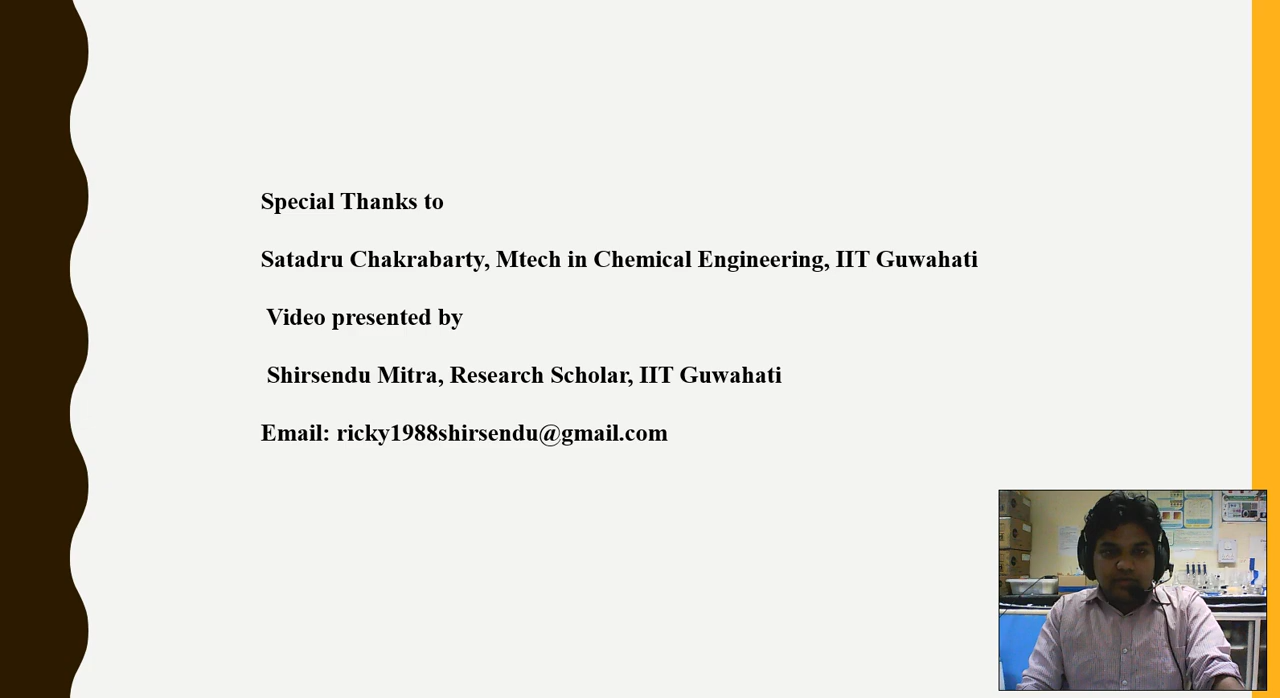 Special Thanks to
Satadru Chakrabarty, Mtech in Chemical Engineering, IIT Guwahati
Video presented by
Shirsendu Mitra, Research Scholar, IIT Guwahati
Email: ricky1988shirsendu@gmail.com